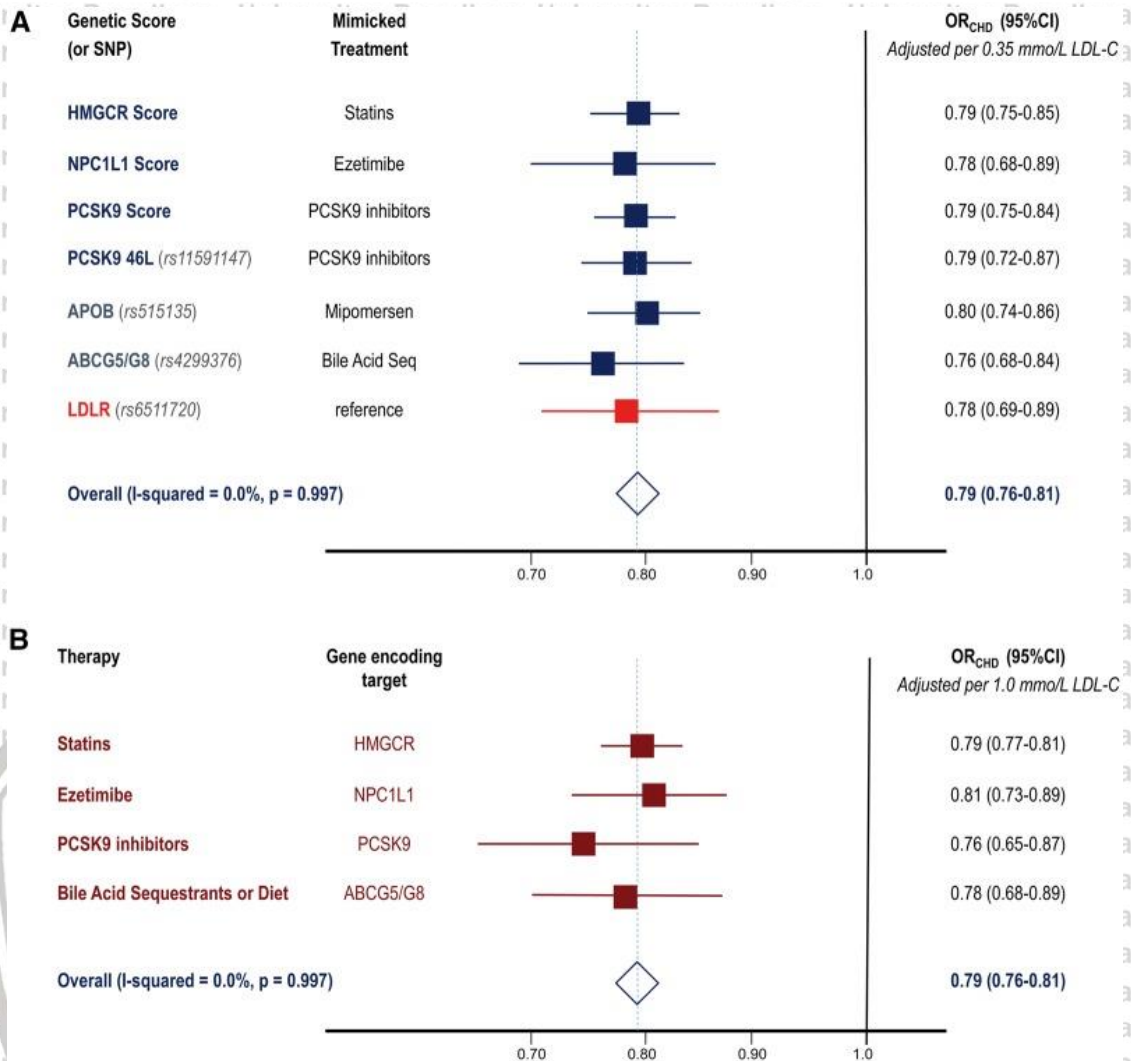 A
Genetic Score
(or SNP)
Mimicked
Treatment
OR_CHD (95%CI)
Adjusted per 0.35 mmo/L LDL-C
HMGCR Score Statins 0.79 (0.75-0.85)
NPC1L1 Score Ezetimibe 0.78 (0.68-0.89)
PCSK9 Score PCSK9 inhibitors 0.79 (0.75-0.84)
PCSK9 46L (rs11591147) PCSK9 inhibitors 0.79 (0.72-0.87)
APOB (rs515135) Mipomersen 0.80 (0.74-0.86)
ABCG5/G8 (rs4299376) Bile Acid Seq 0.76 (0.68-0.84)
LDLR (rs6511720) reference 0.78 (0.69-0.89)
Overall (I-squared = 0.0%, p = 0.997) 0.79 (0.76-0.81)
0.70 0.80 0.90 1.0
B
Therapy
Gene encoding
target
OR_CHD (95%CI)
Adjusted per 1.0 mmo/L LDL-C
Statins HMGCR 0.79 (0.77-0.81)
Ezetimibe NPC1L1 0.81 (0.73-0.89)
PCSK9 inhibitors PCSK9 0.76 (0.65-0.87)
Bile Acid Sequestrants or Diet ABCG5/G8 0.78 (0.68-0.89)
Overall (I-squared = 0.0%, p = 0.997) 0.79 (0.76-0.81)
0.70 0.80 0.90 1.0